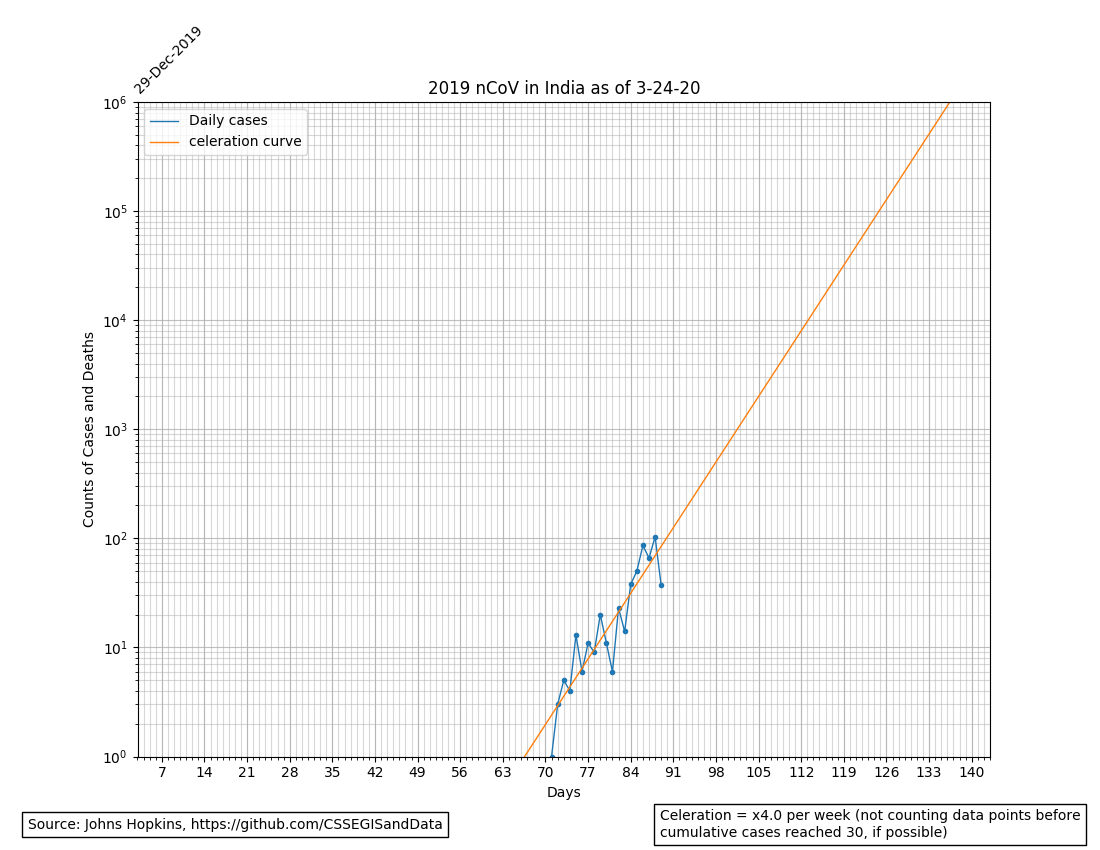 29-Dec-2019
2019 nCoV in India as of 3-24-20
Daily cases
celeration curve
10^6
10^5
10^4
10^3
10^2
10^1
10^0
Counts of Cases and Deaths
7 14 21 28 35 42 49 56 63 70 77 84 91 98 105 112 119 126 133 140
Days
Source: Johns Hopkins, https://github.com/CSSEGISandData
Celeration = x4.0 per week (not counting data points before
cumulative cases reached 30, if possible)